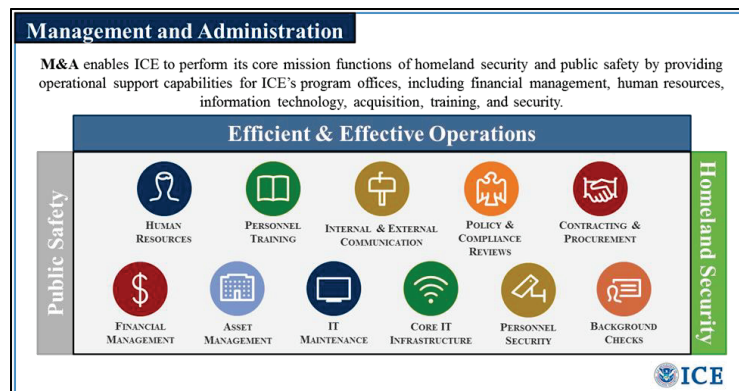 Management and Administration
M&A enables ICE to perform its core mission functions of homeland security and public safety by providing
operational support capabilities for ICE's program offices, including financial management, human resources,
information technology, acquisition, training, and security.
Efficient & Effective Operations
Public Safety
Homeland Security
HUMAN
RESOURCES
PERSONNEL
TRAINING
INTERNAL & EXTERNAL
COMMUNICATION
POLICY &
COMPLIANCE
REVIEWS
CONTRACTING &
PROCUREMENT
$
FINANCIAL
MANAGEMENT
ASSET
MANAGEMENT
IT
MAINTENANCE
CORE IT
INFRASTRUCTURE
PERSONNEL
SECURITY
BACKGROUND
CHECKS
ICE